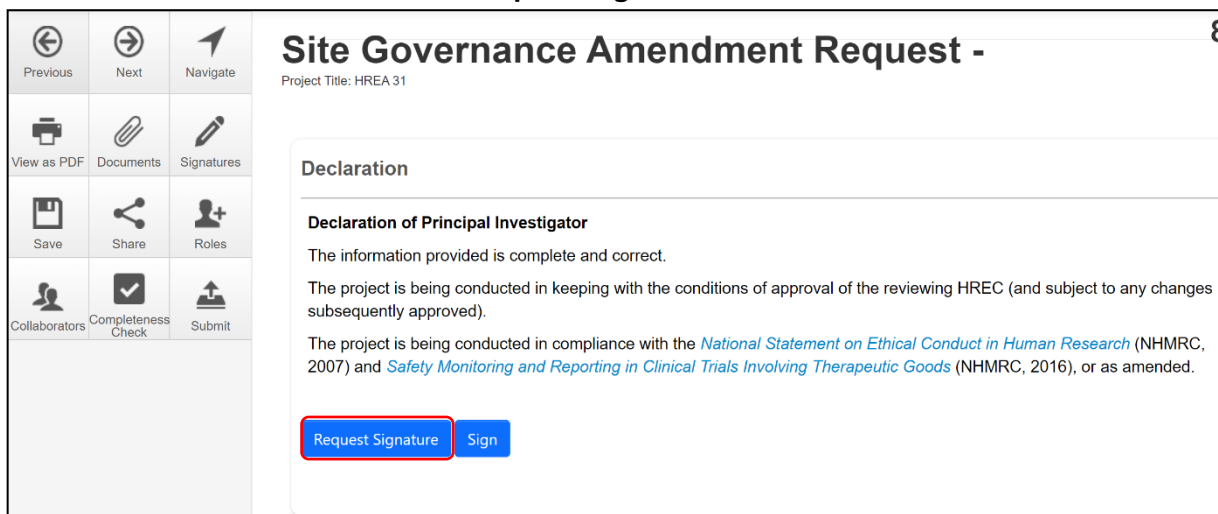 Previous
Next
Navigate
View as PDF
Documents
Signatures
Save
Share
Roles
Collaborators
Completeness
Check
Submit
Site Governance Amendment Request -
Project Title: HREA 31
Declaration
Declaration of Principal Investigator
The information provided is complete and correct.
The project is being conducted in keeping with the conditions of approval of the reviewing HREC (and subject to any changes
subsequently approved).
The project is being conducted in compliance with the National Statement on Ethical Conduct in Human Research (NHMRC,
2007) and Safety Monitoring and Reporting in Clinical Trials Involving Therapeutic Goods (NHMRC, 2016), or as amended.
Request Signature
Sign